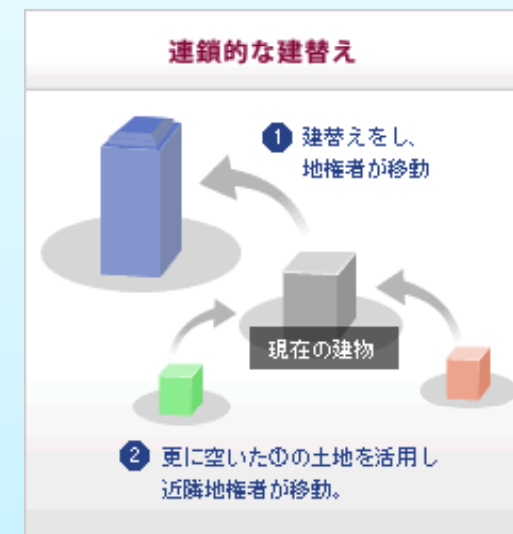 連鎖的な建替え
1 建替えをし、
地権者が移動
現在の建物
2 更に空いた①の土地を活用し
近隣地権者が移動。